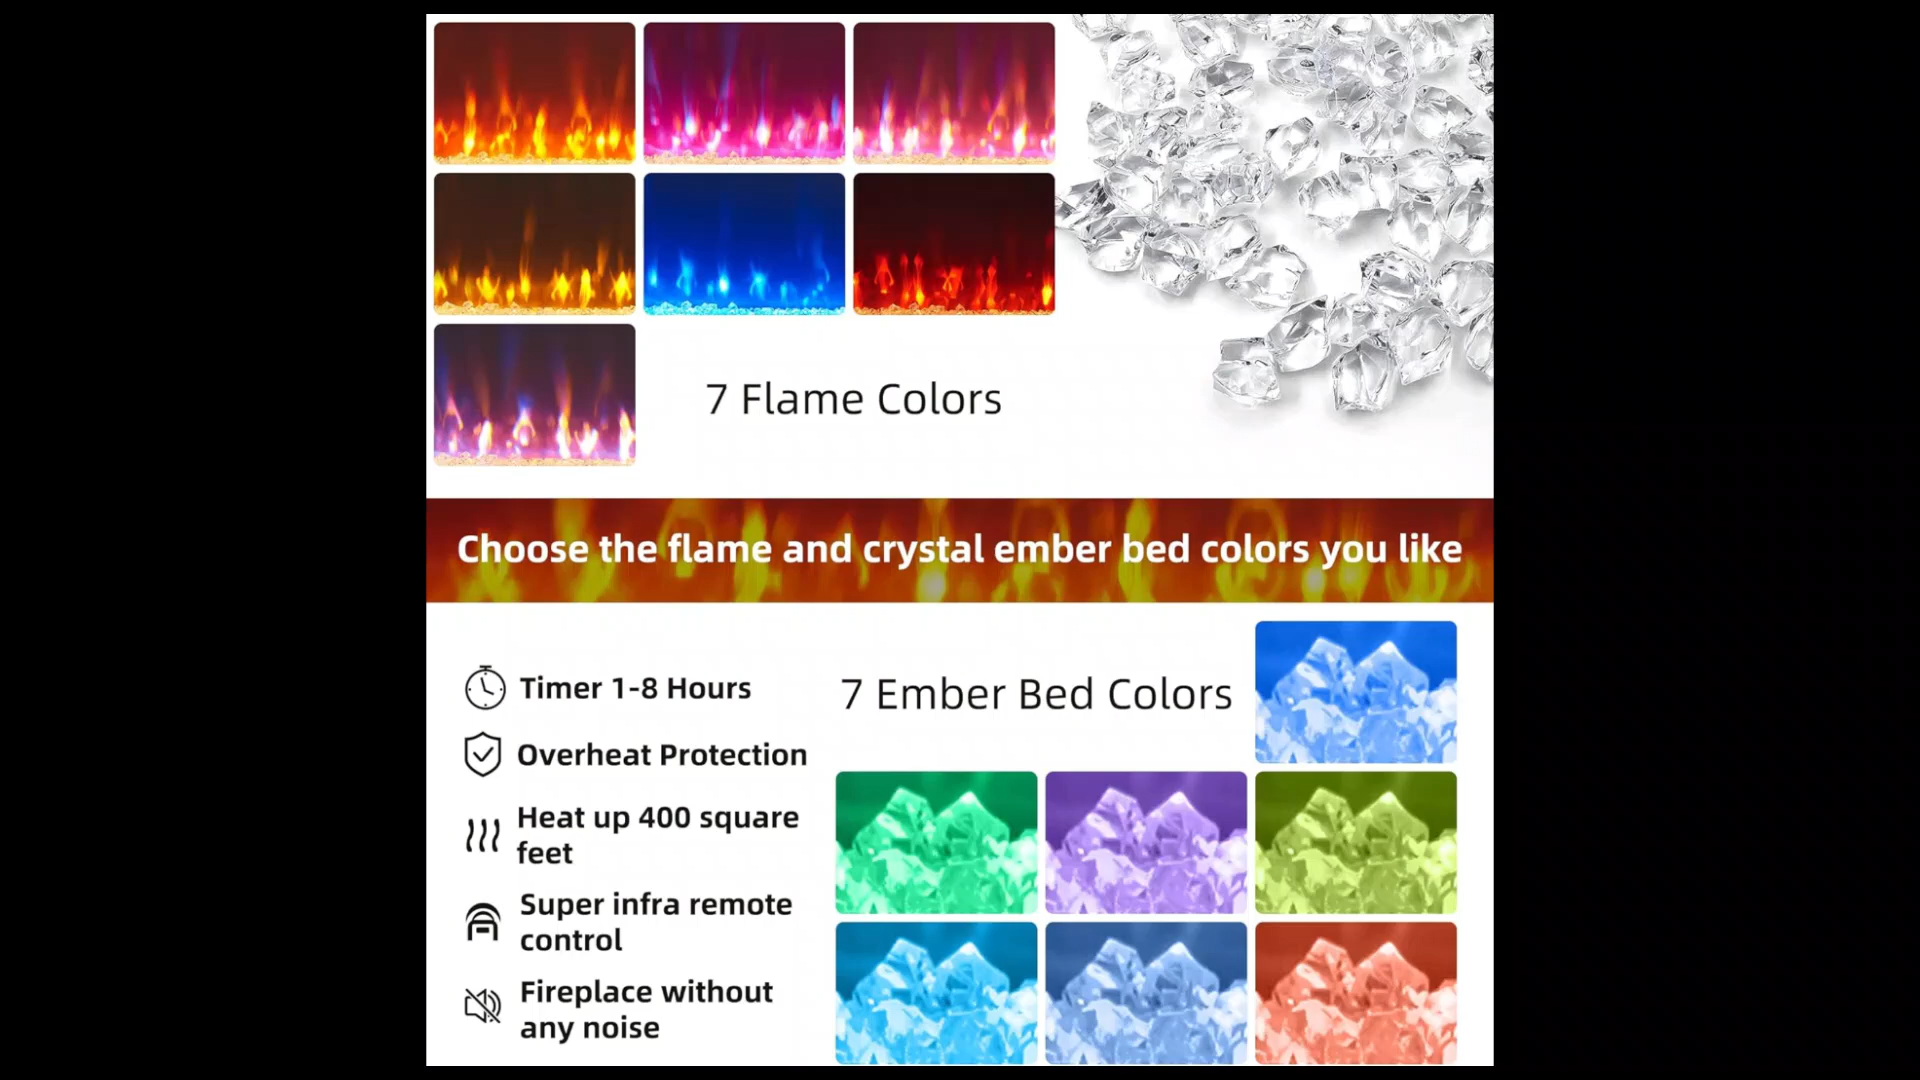 7 Flame Colors
Choose the flame and crystal ember bed colors you like
Timer 1-8 Hours
Overheat Protection
Heat up 400 square
feet
Super infra remote
control
Fireplace without
any noise
7 Ember Bed Colors